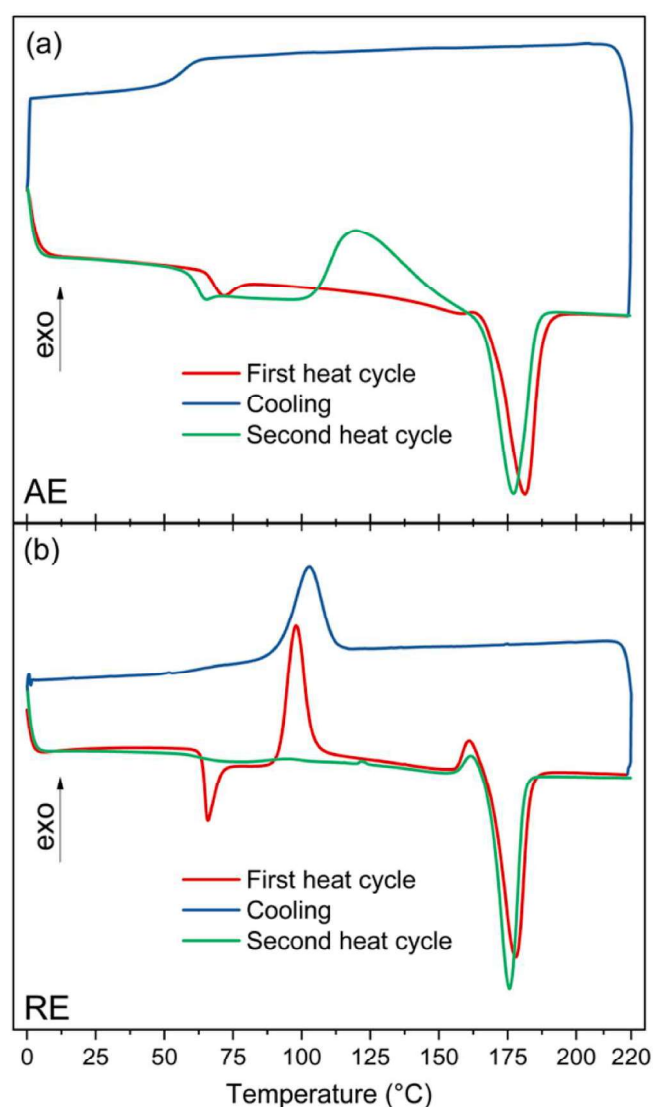 (a)
exo
First heat cycle
Cooling
Second heat cycle
AE
(b)
exo
First heat cycle
Cooling
Second heat cycle
RE
0 25 50 75 100 125 150 175 200 220
Temperature (°C)